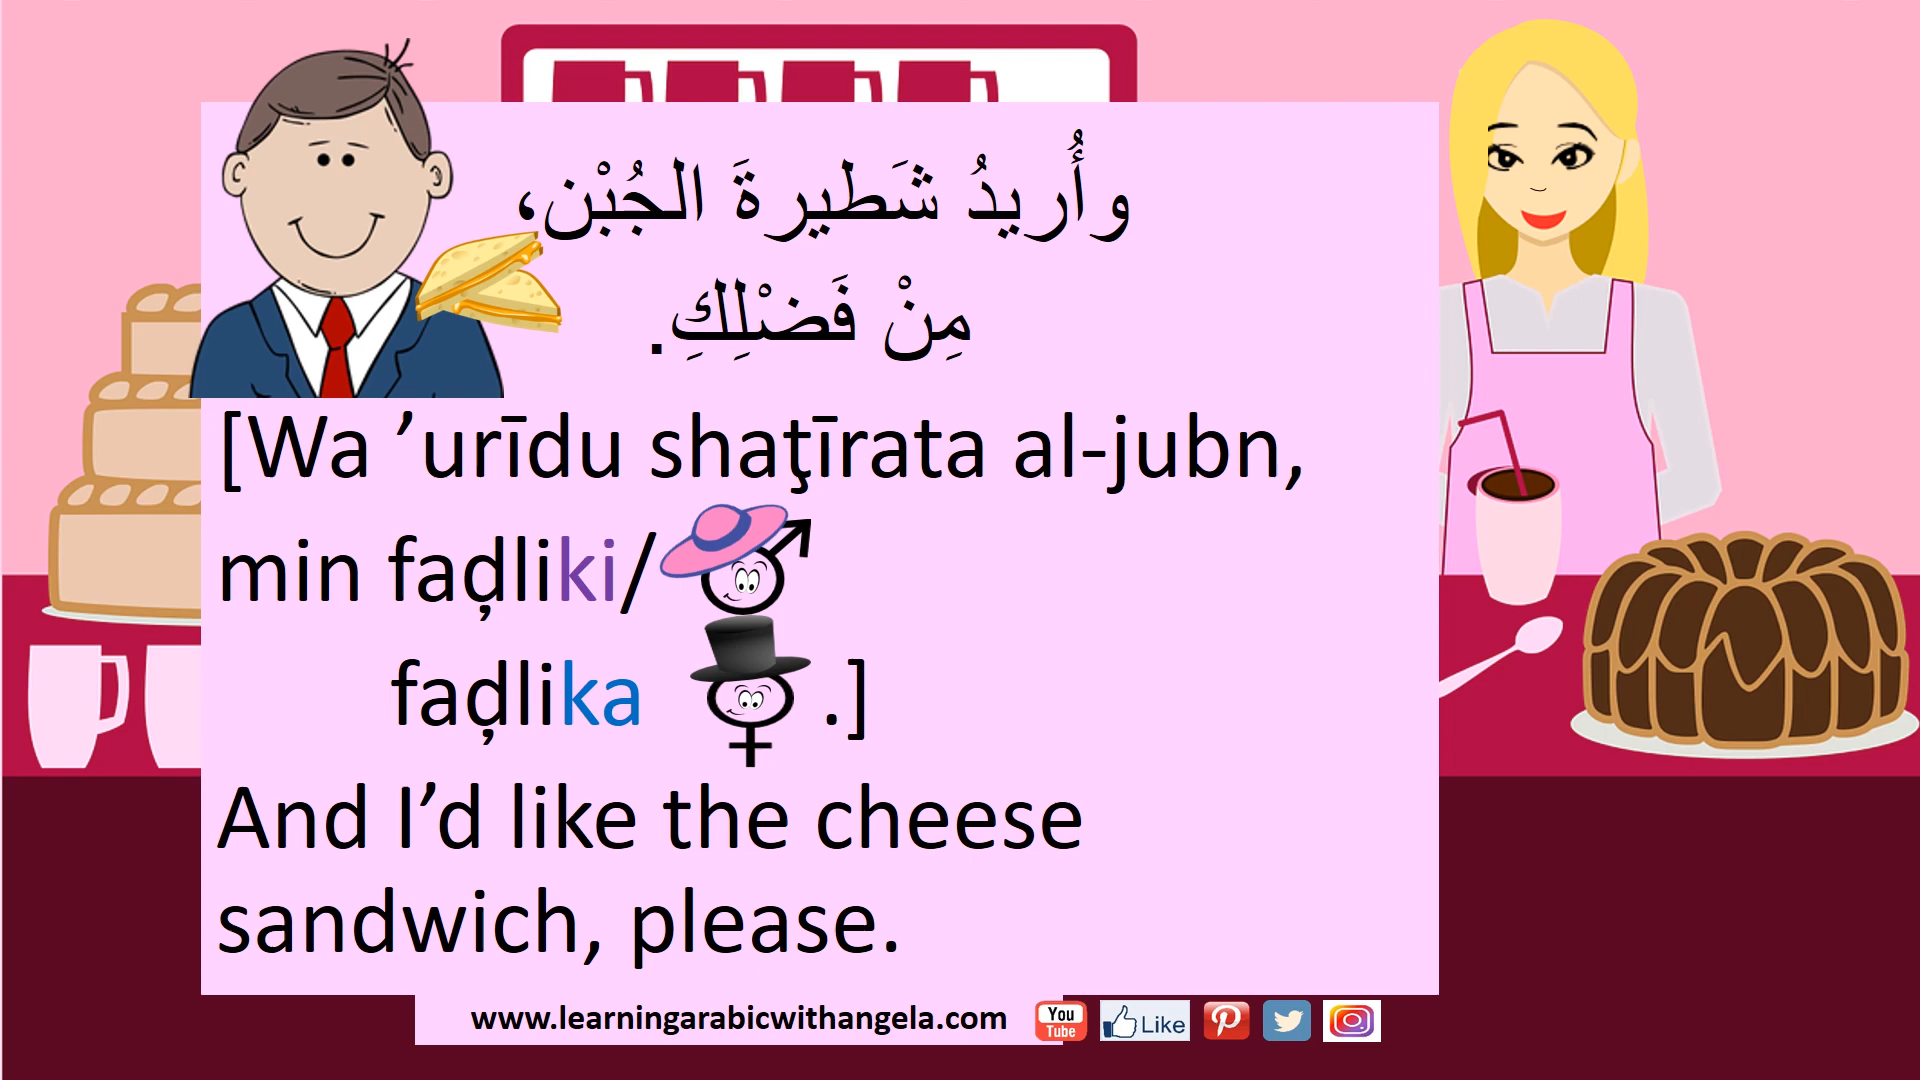 وأُريدُ شَطيرةَ الجُبْن،
مِنْ فَضْلِكِ.
[Wa ’urīdu shaţīrata al-jubn,
min faḍliki/
faḍlika .]
And I’d like the cheese
sandwich, please.
www.learningarabicwithangela.com You Tube Like